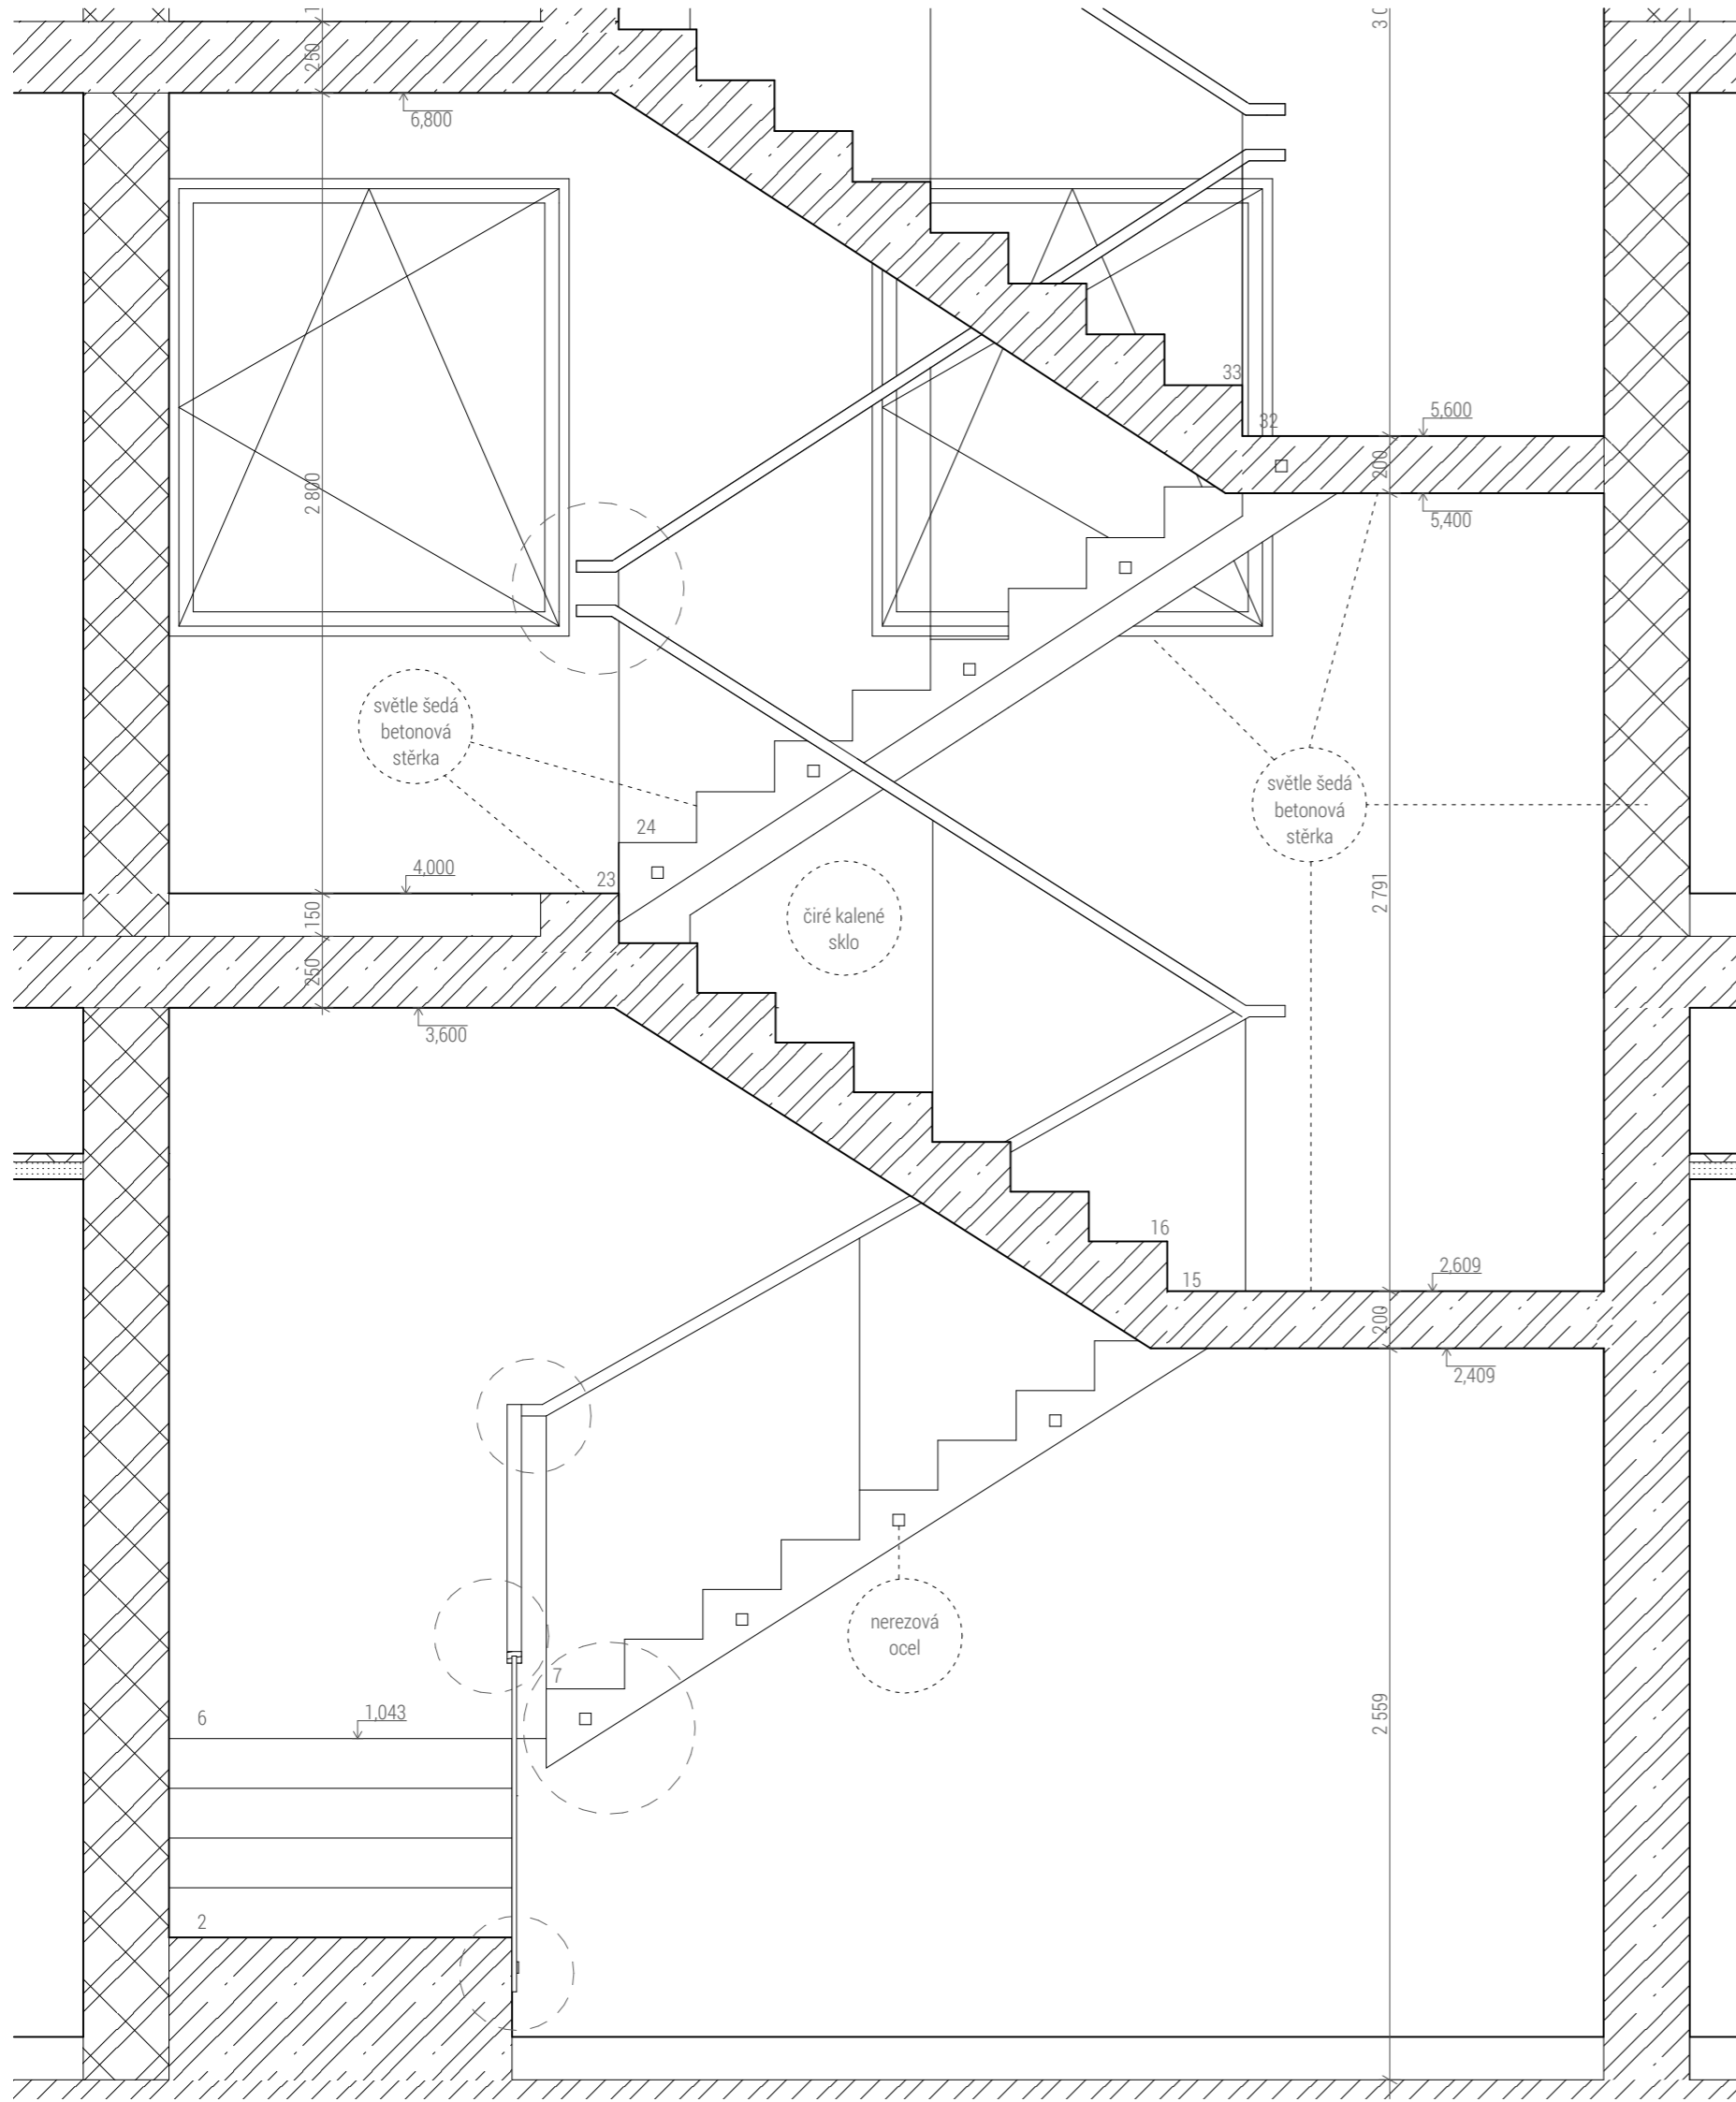 250
6,800
33
32
5,600
200
5,400
2 800
světle šedá
betonová
stěrka
světle šedá
betonová
stěrka
24
4,000
23
150
2 791
čiré kalené
sklo
250
3,600
16
15
2,609
200
2,409
nerezová
ocel
7
6
1,043
2 559
2